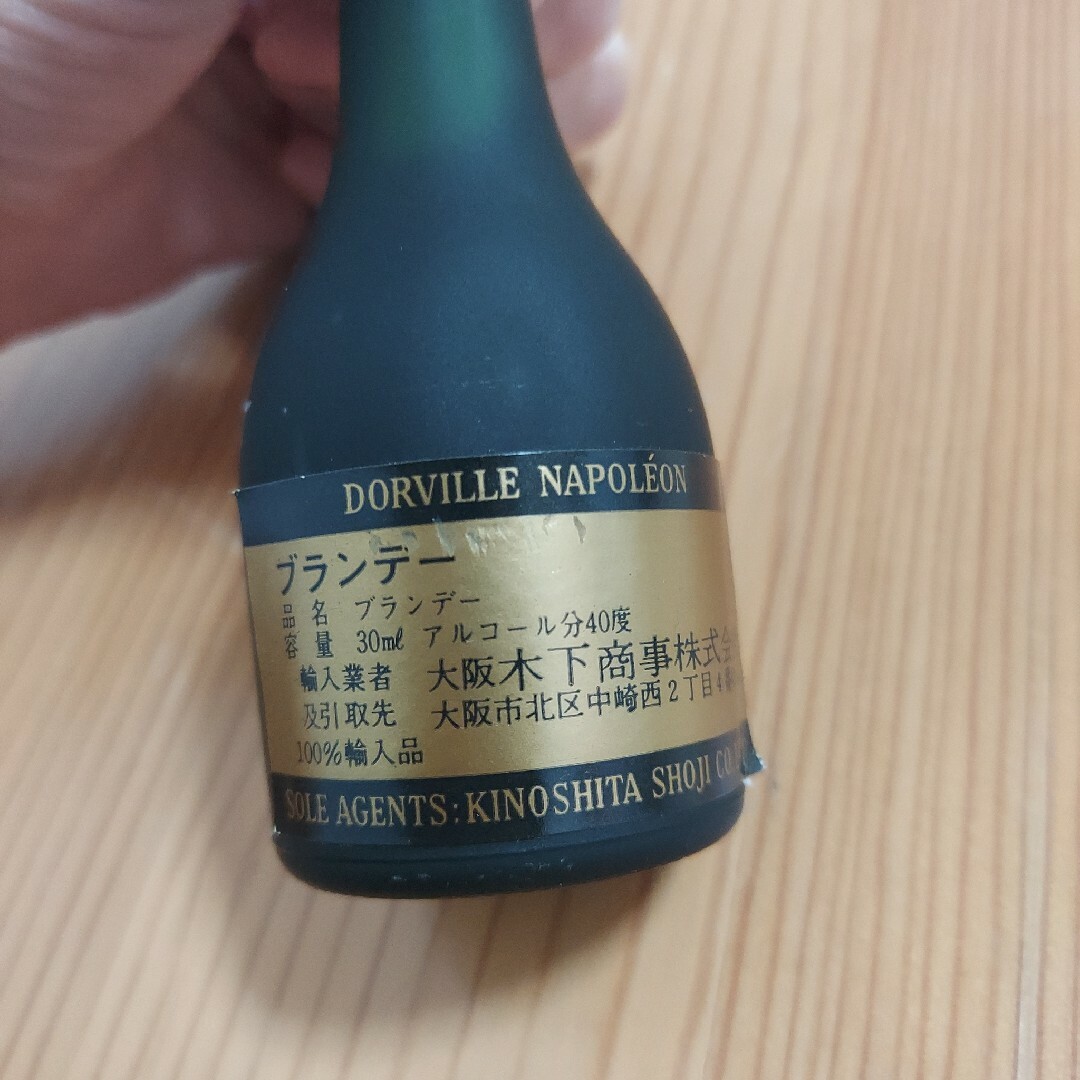 DORVILLE NAPOLÉON
ブランデー
品名 ブランデー
容量 30㎖ アルコール分40度
輸入業者 大阪木下商事株式会
及引取先 大阪市北区中崎西2丁目4
100%輸入品
SOLE AGENTS: KINOSHITA SHOJI CO